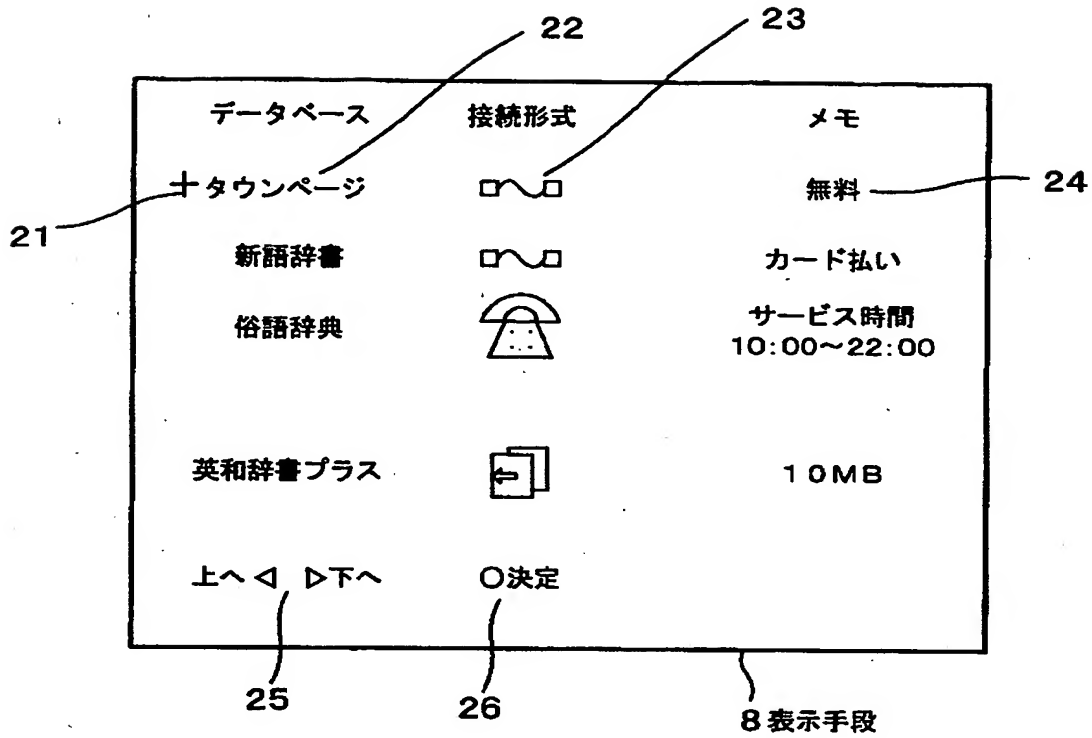 22 23
データベース 接続形式 メモ
+タウンページ 無料 24
21
新語辞書 カード払い
俗語辞典 サービス時間
10:00~22:00
英和辞書プラス 10MB
上へ◁ ▷下へ ○決定
25 26 8表示手段